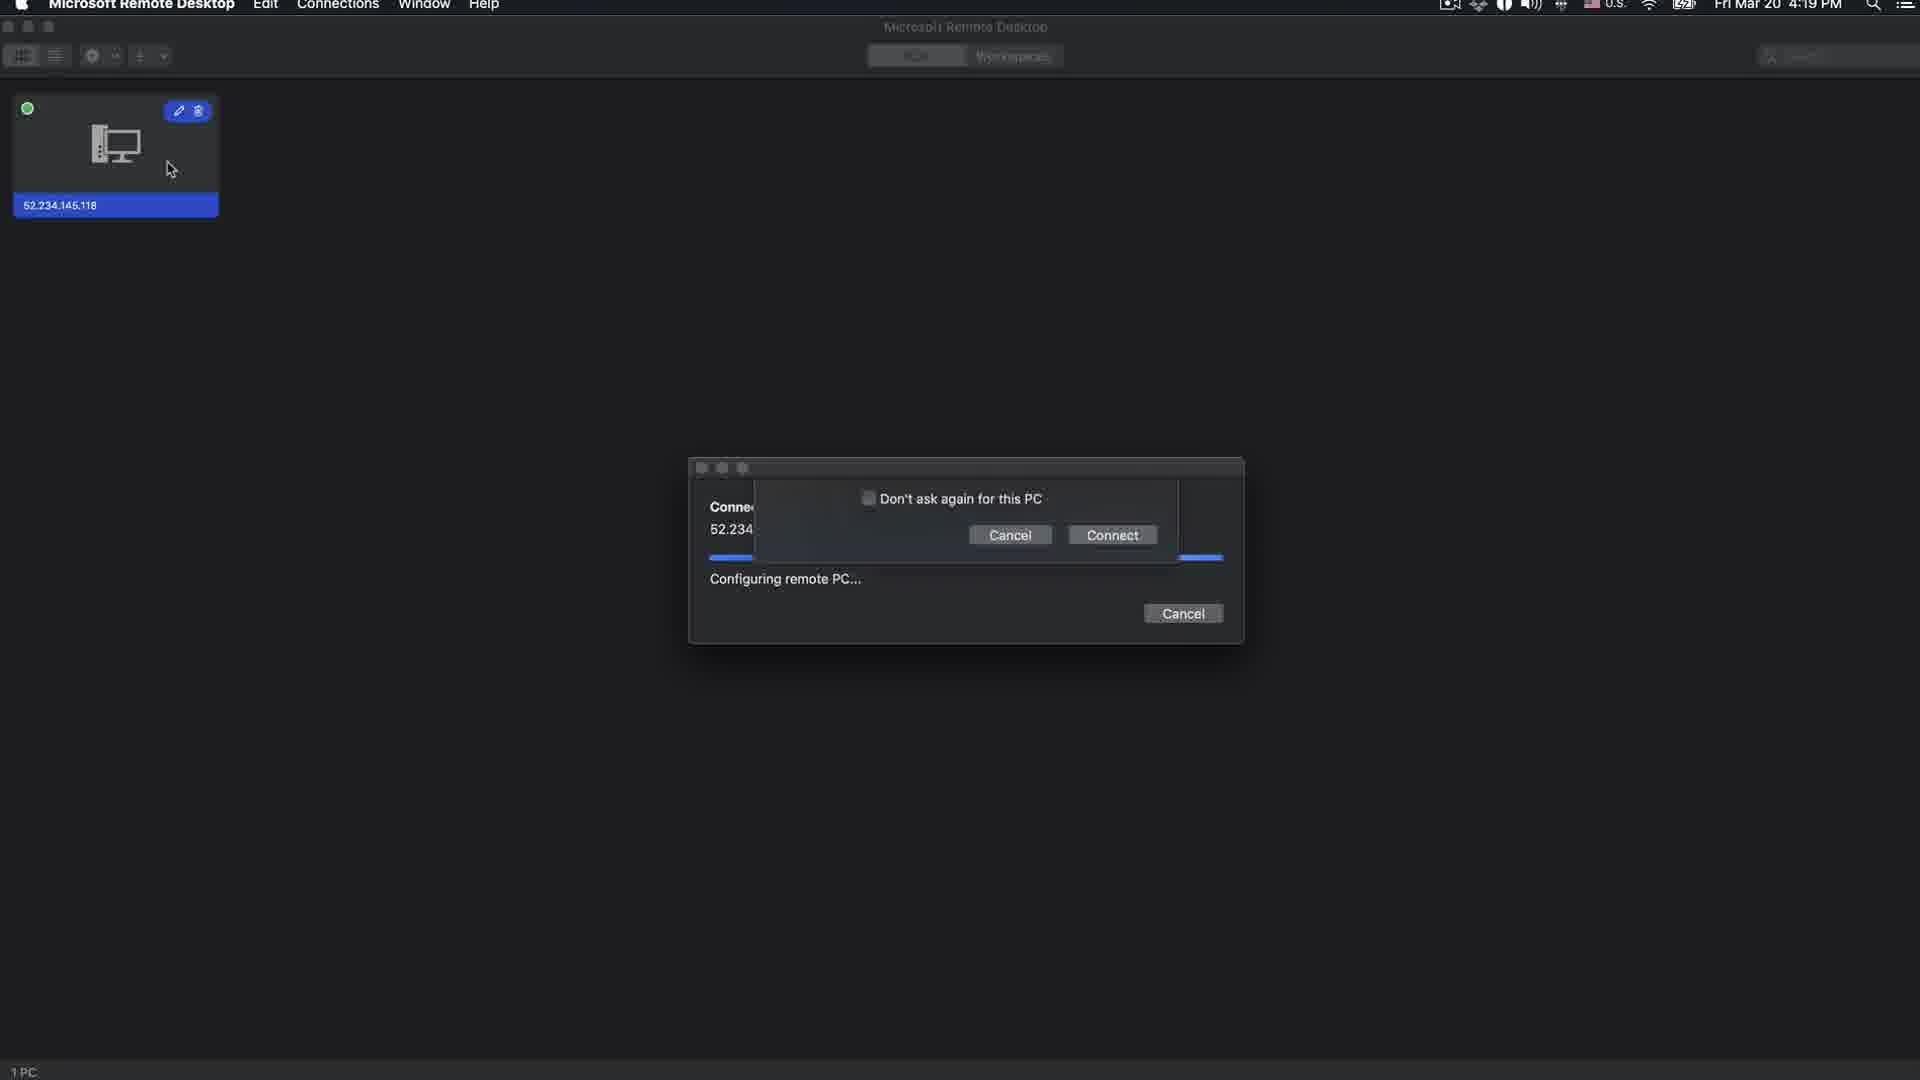 Microsoft Remote Desktop Edit Connections Window Help U.S. Fri Mar 20 4:19 PM
Microsoft Remote Desktop
Workspaces
52.234.145.118
Don't ask again for this PC
Conne
52.234
Cancel Connect
Configuring remote PC...
Cancel
1 PC